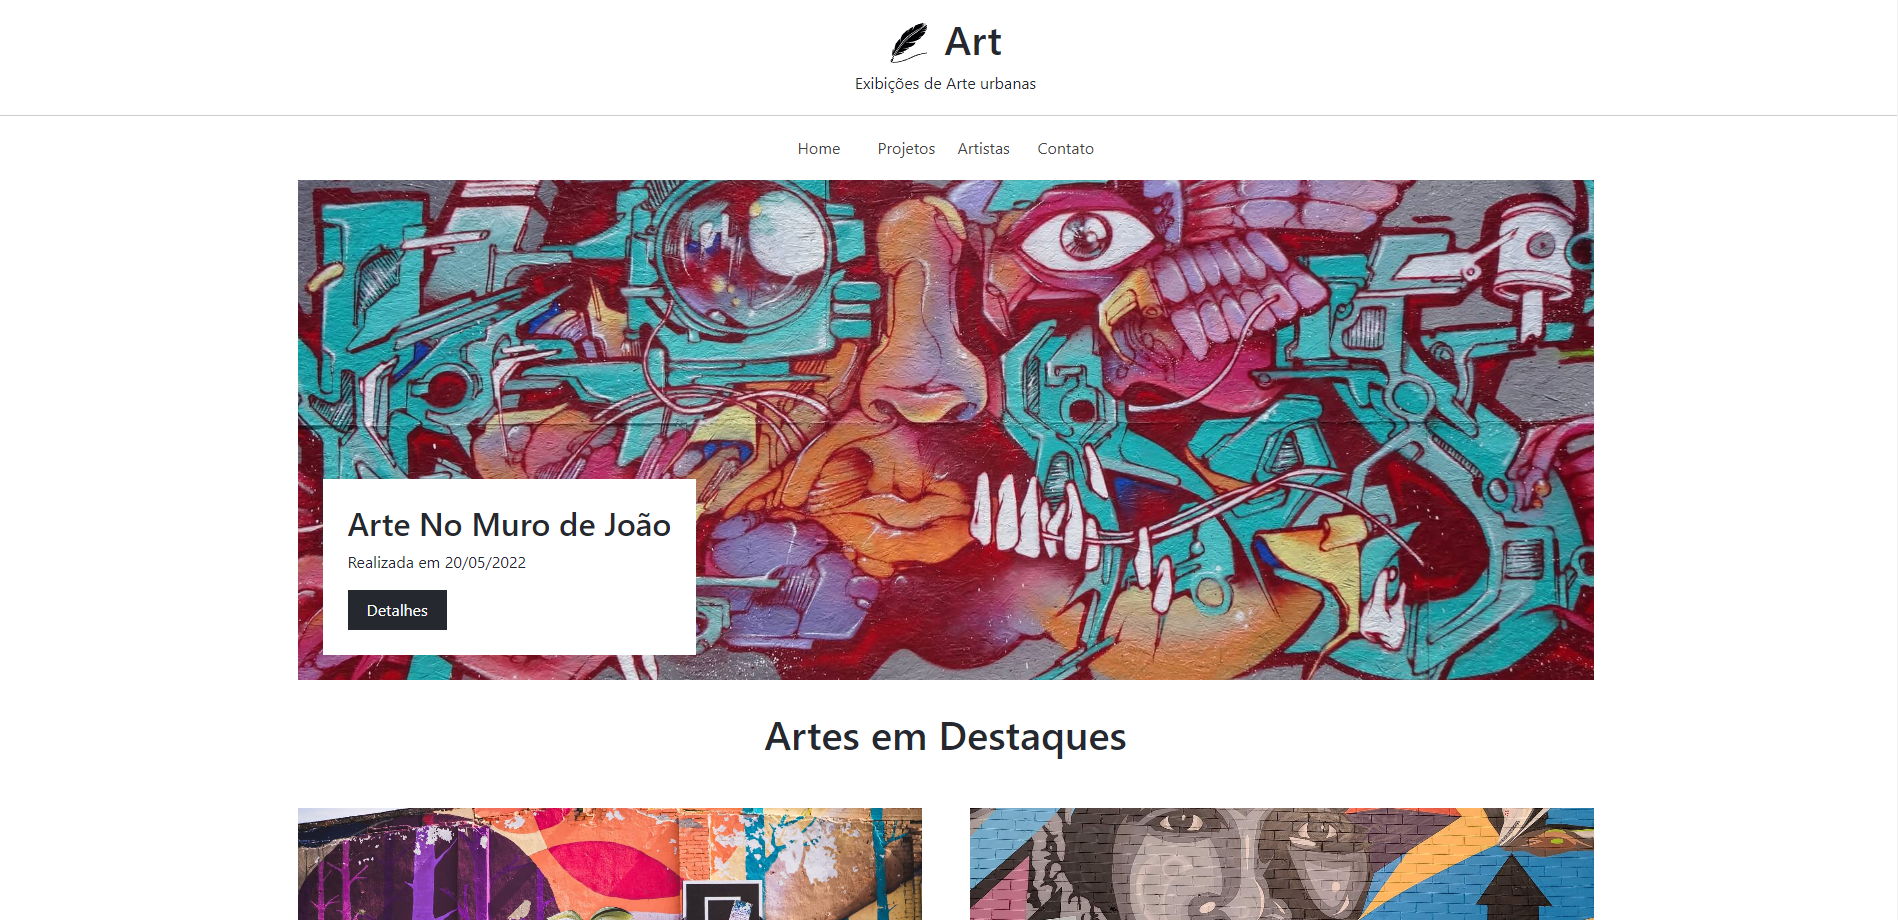 Art
Exibições de Arte urbanas
Home Projetos Artistas Contato
Arte No Muro de João
Realizada em 20/05/2022
Detalhes
Artes em Destaques